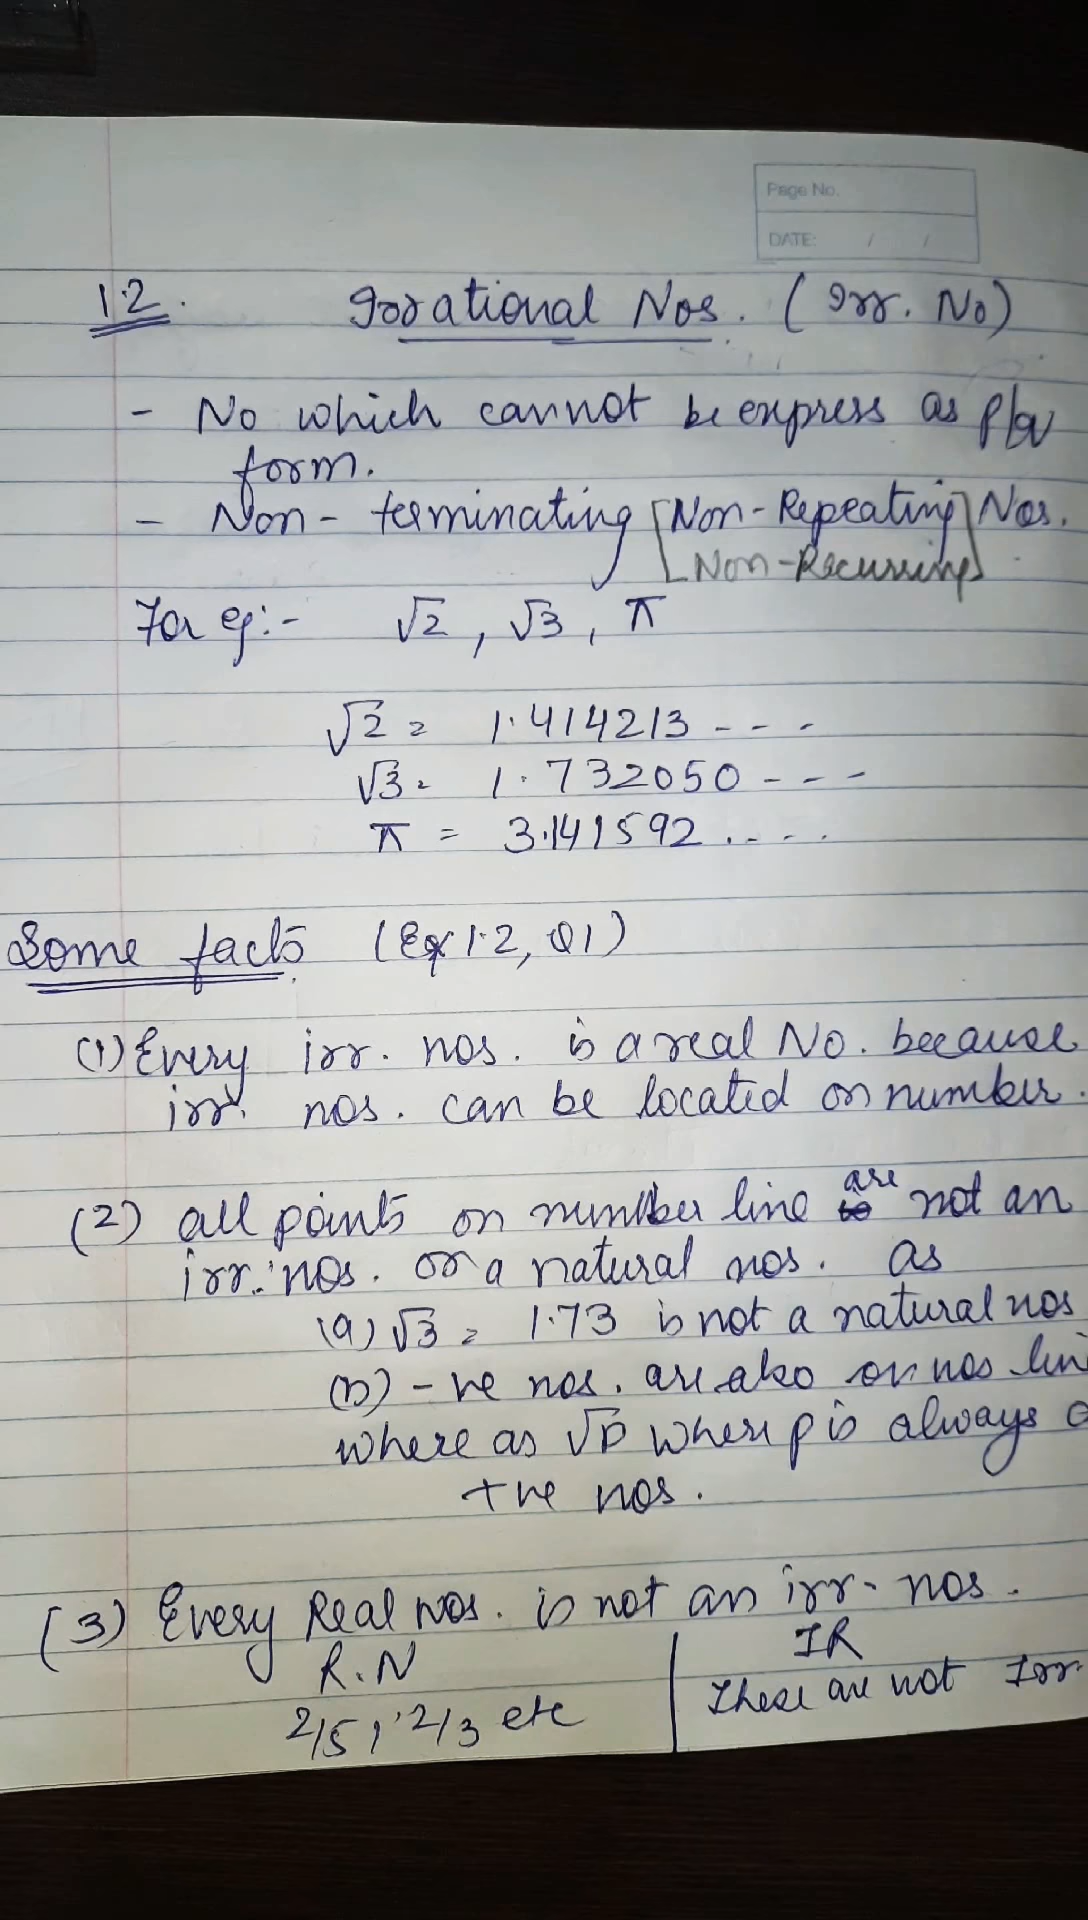 Page No.
DATE: / /
1.2. Irrational Nos. (Irr. No)
- No which cannot be express as p/q
form.
- Non-terminating [Non-Repeating] Nos.
[Non-Recurring]
For eg:- √2, √3, π
√2 = 1.414213 - - -
√3 = 1.732050 - - -
π = 3.141592 . . - .
Some facts (Ex 1.2, Q1)
(1) Every irr. nos. is a real No. because
irr. nos. can be located on number.
(2) all points on number line are not an
irr. nos. or a natural nos. as
(a) √3 = 1.73 is not a natural nos
(b) -ve nos. are also on nos lin
where as √p where p is always a
+ve nos.
(3) Every Real nos. is not an irr. nos.
R.N | IR
2/5, 2/3 etc | These are not Irr.